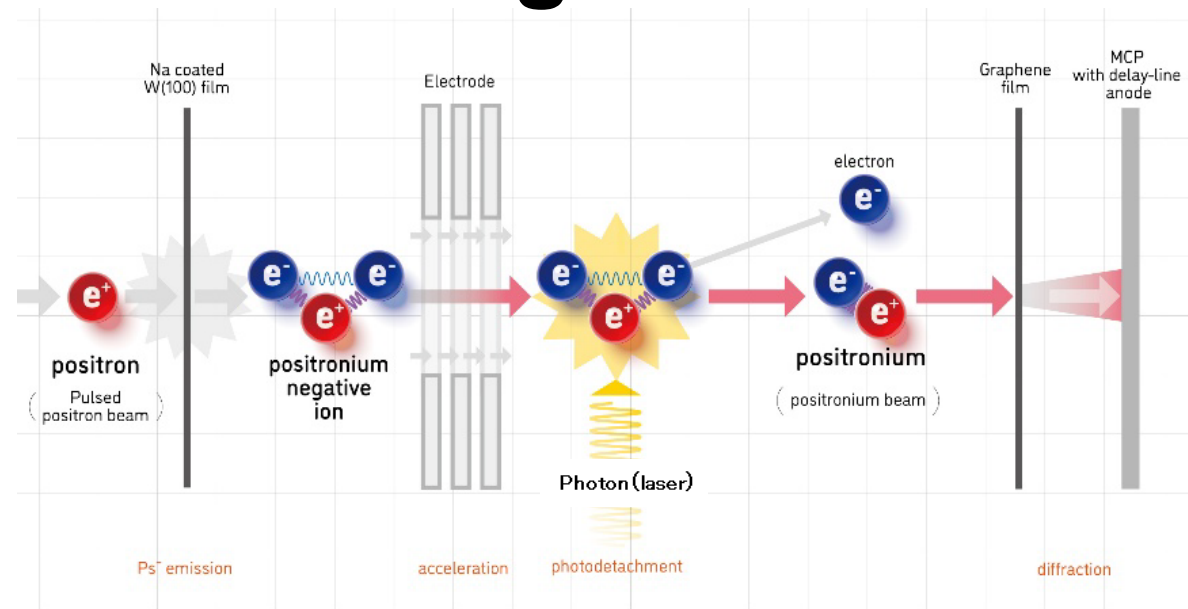 Na coated
W(100) film
Electrode
Graphene
film
MCP
with delay-line
anode
electron
e⁻
e⁺
e⁻
e⁻
e⁺
e⁻
e⁻
e⁺
e⁻
e⁺
positron
(Pulsed
positron beam)
positronium
negative
ion
positronium
(positronium beam)
Photon(laser)
Ps⁻ emission
acceleration
photodetachment
diffraction